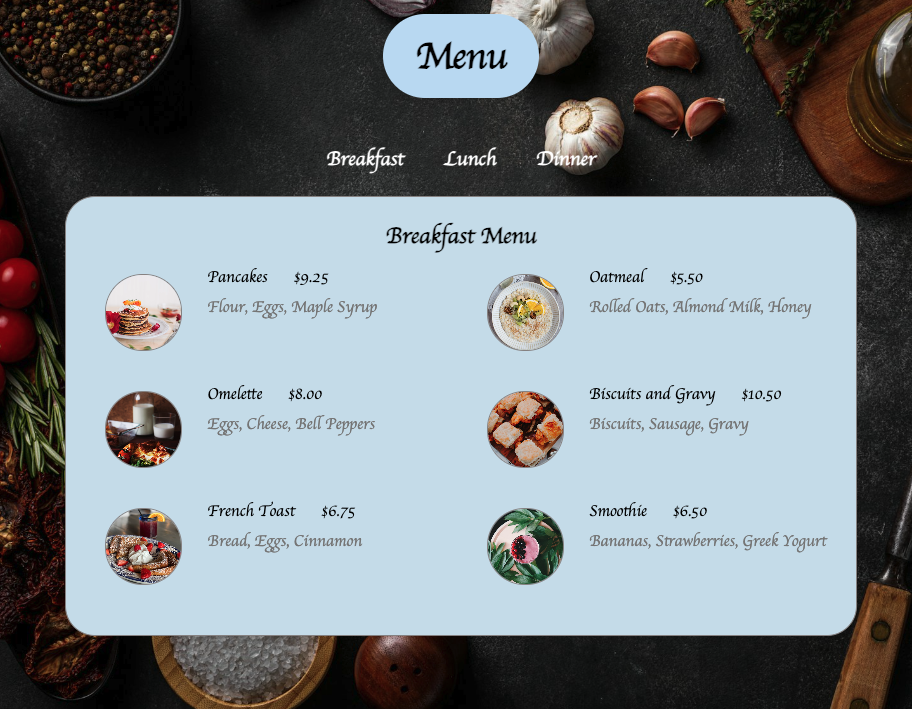 Menu
Breakfast Lunch Dinner
Breakfast Menu
Pancakes $9.25
Flour, Eggs, Maple Syrup
Oatmeal $5.50
Rolled Oats, Almond Milk, Honey
Omelette $8.00
Eggs, Cheese, Bell Peppers
Biscuits and Gravy $10.50
Biscuits, Sausage, Gravy
French Toast $6.75
Bread, Eggs, Cinnamon
Smoothie $6.50
Bananas, Strawberries, Greek Yogurt